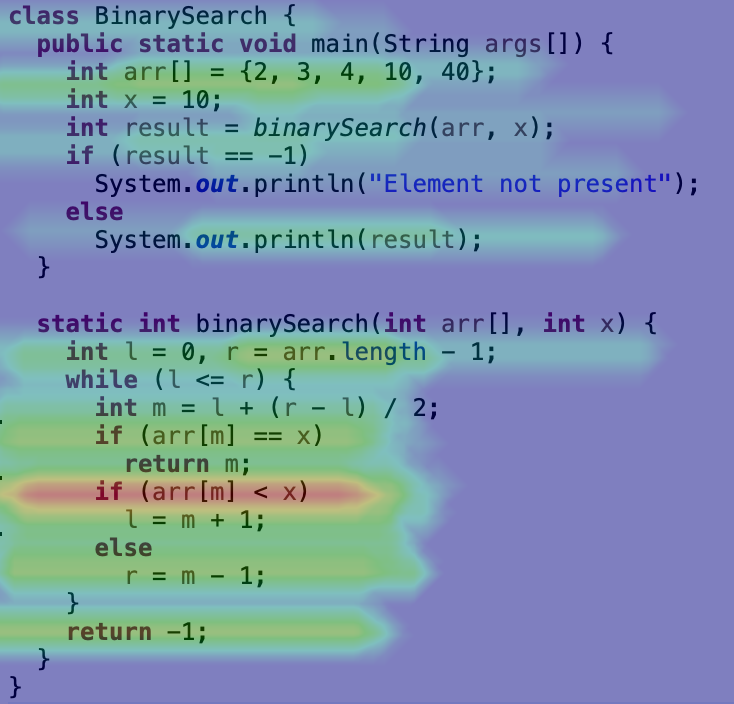 class BinarySearch {
  public static void main(String args[]) {
    int arr[] = {2, 3, 4, 10, 40};
    int x = 10;
    int result = binarySearch(arr, x);
    if (result == -1)
      System.out.println("Element not present");
    else
      System.out.println(result);
  }

  static int binarySearch(int arr[], int x) {
    int l = 0, r = arr.length - 1;
    while (l <= r) {
      int m = l + (r - l) / 2;
      if (arr[m] == x)
        return m;
      if (arr[m] < x)
        l = m + 1;
      else
        r = m - 1;
    }
    return -1;
  }
}